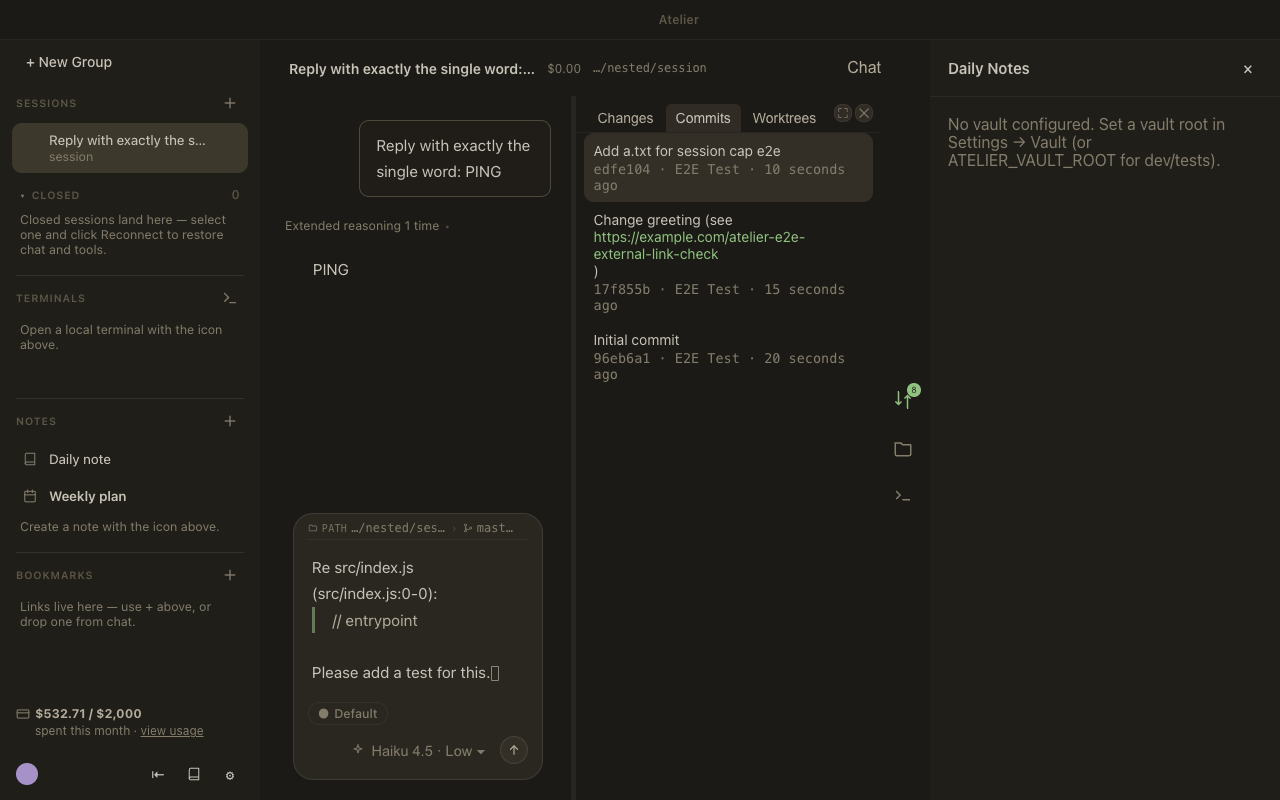 Atelier
+ New Group
SESSIONS
Reply with exactly the s...
session
CLOSED
0
Closed sessions land here — select
one and click Reconnect to restore
chat and tools.
TERMINALS
Open a local terminal with the icon
above.
NOTES
Daily note
Weekly plan
Create a note with the icon above.
BOOKMARKS
Links live here — use + above, or
drop one from chat.
$532.71 / $2,000
spent this month · view usage
Reply with exactly the single word:...
$0.00
…/nested/session
Chat
Reply with exactly the
single word: PING
Extended reasoning 1 time
PING
PATH …/nested/ses… › mast…
Re src/index.js
(src/index.js:0-0):
// entrypoint
Please add a test for this.
Default
Haiku 4.5 · Low
Changes
Commits
Worktrees
Add a.txt for session cap e2e
edfe104 · E2E Test · 10 seconds
ago
Change greeting (see
https://example.com/atelier-e2e-
external-link-check
)
17f855b · E2E Test · 15 seconds
ago
Initial commit
96eb6a1 · E2E Test · 20 seconds
ago
8
Daily Notes
No vault configured. Set a vault root in
Settings → Vault (or
ATELIER_VAULT_ROOT for dev/tests).